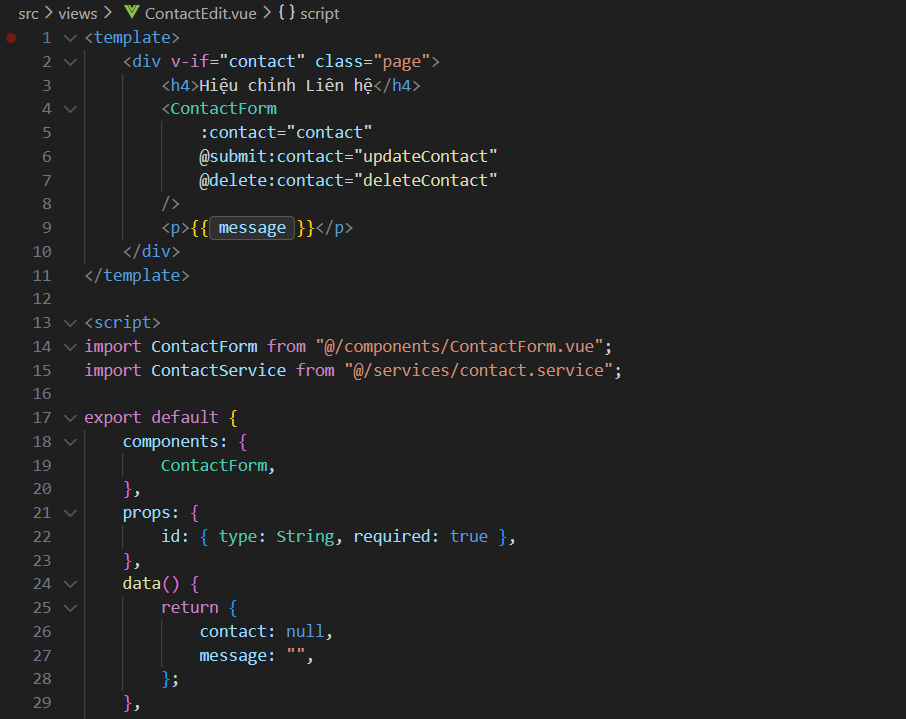 src > views > ContactEdit.vue > {} script
1 <template>
2 <div v-if="contact" class="page">
3 <h4>Hiệu chỉnh Liên hệ</h4>
4 <ContactForm
5 :contact="contact"
6 @submit:contact="updateContact"
7 @delete:contact="deleteContact"
8 />
9 <p>{{ message }}</p>
10 </div>
11 </template>
12
13 <script>
14 import ContactForm from "@/components/ContactForm.vue";
15 import ContactService from "@/services/contact.service";
16
17 export default {
18 components: {
19 ContactForm,
20 },
21 props: {
22 id: { type: String, required: true },
23 },
24 data() {
25 return {
26 contact: null,
27 message: "",
28 };
29 },